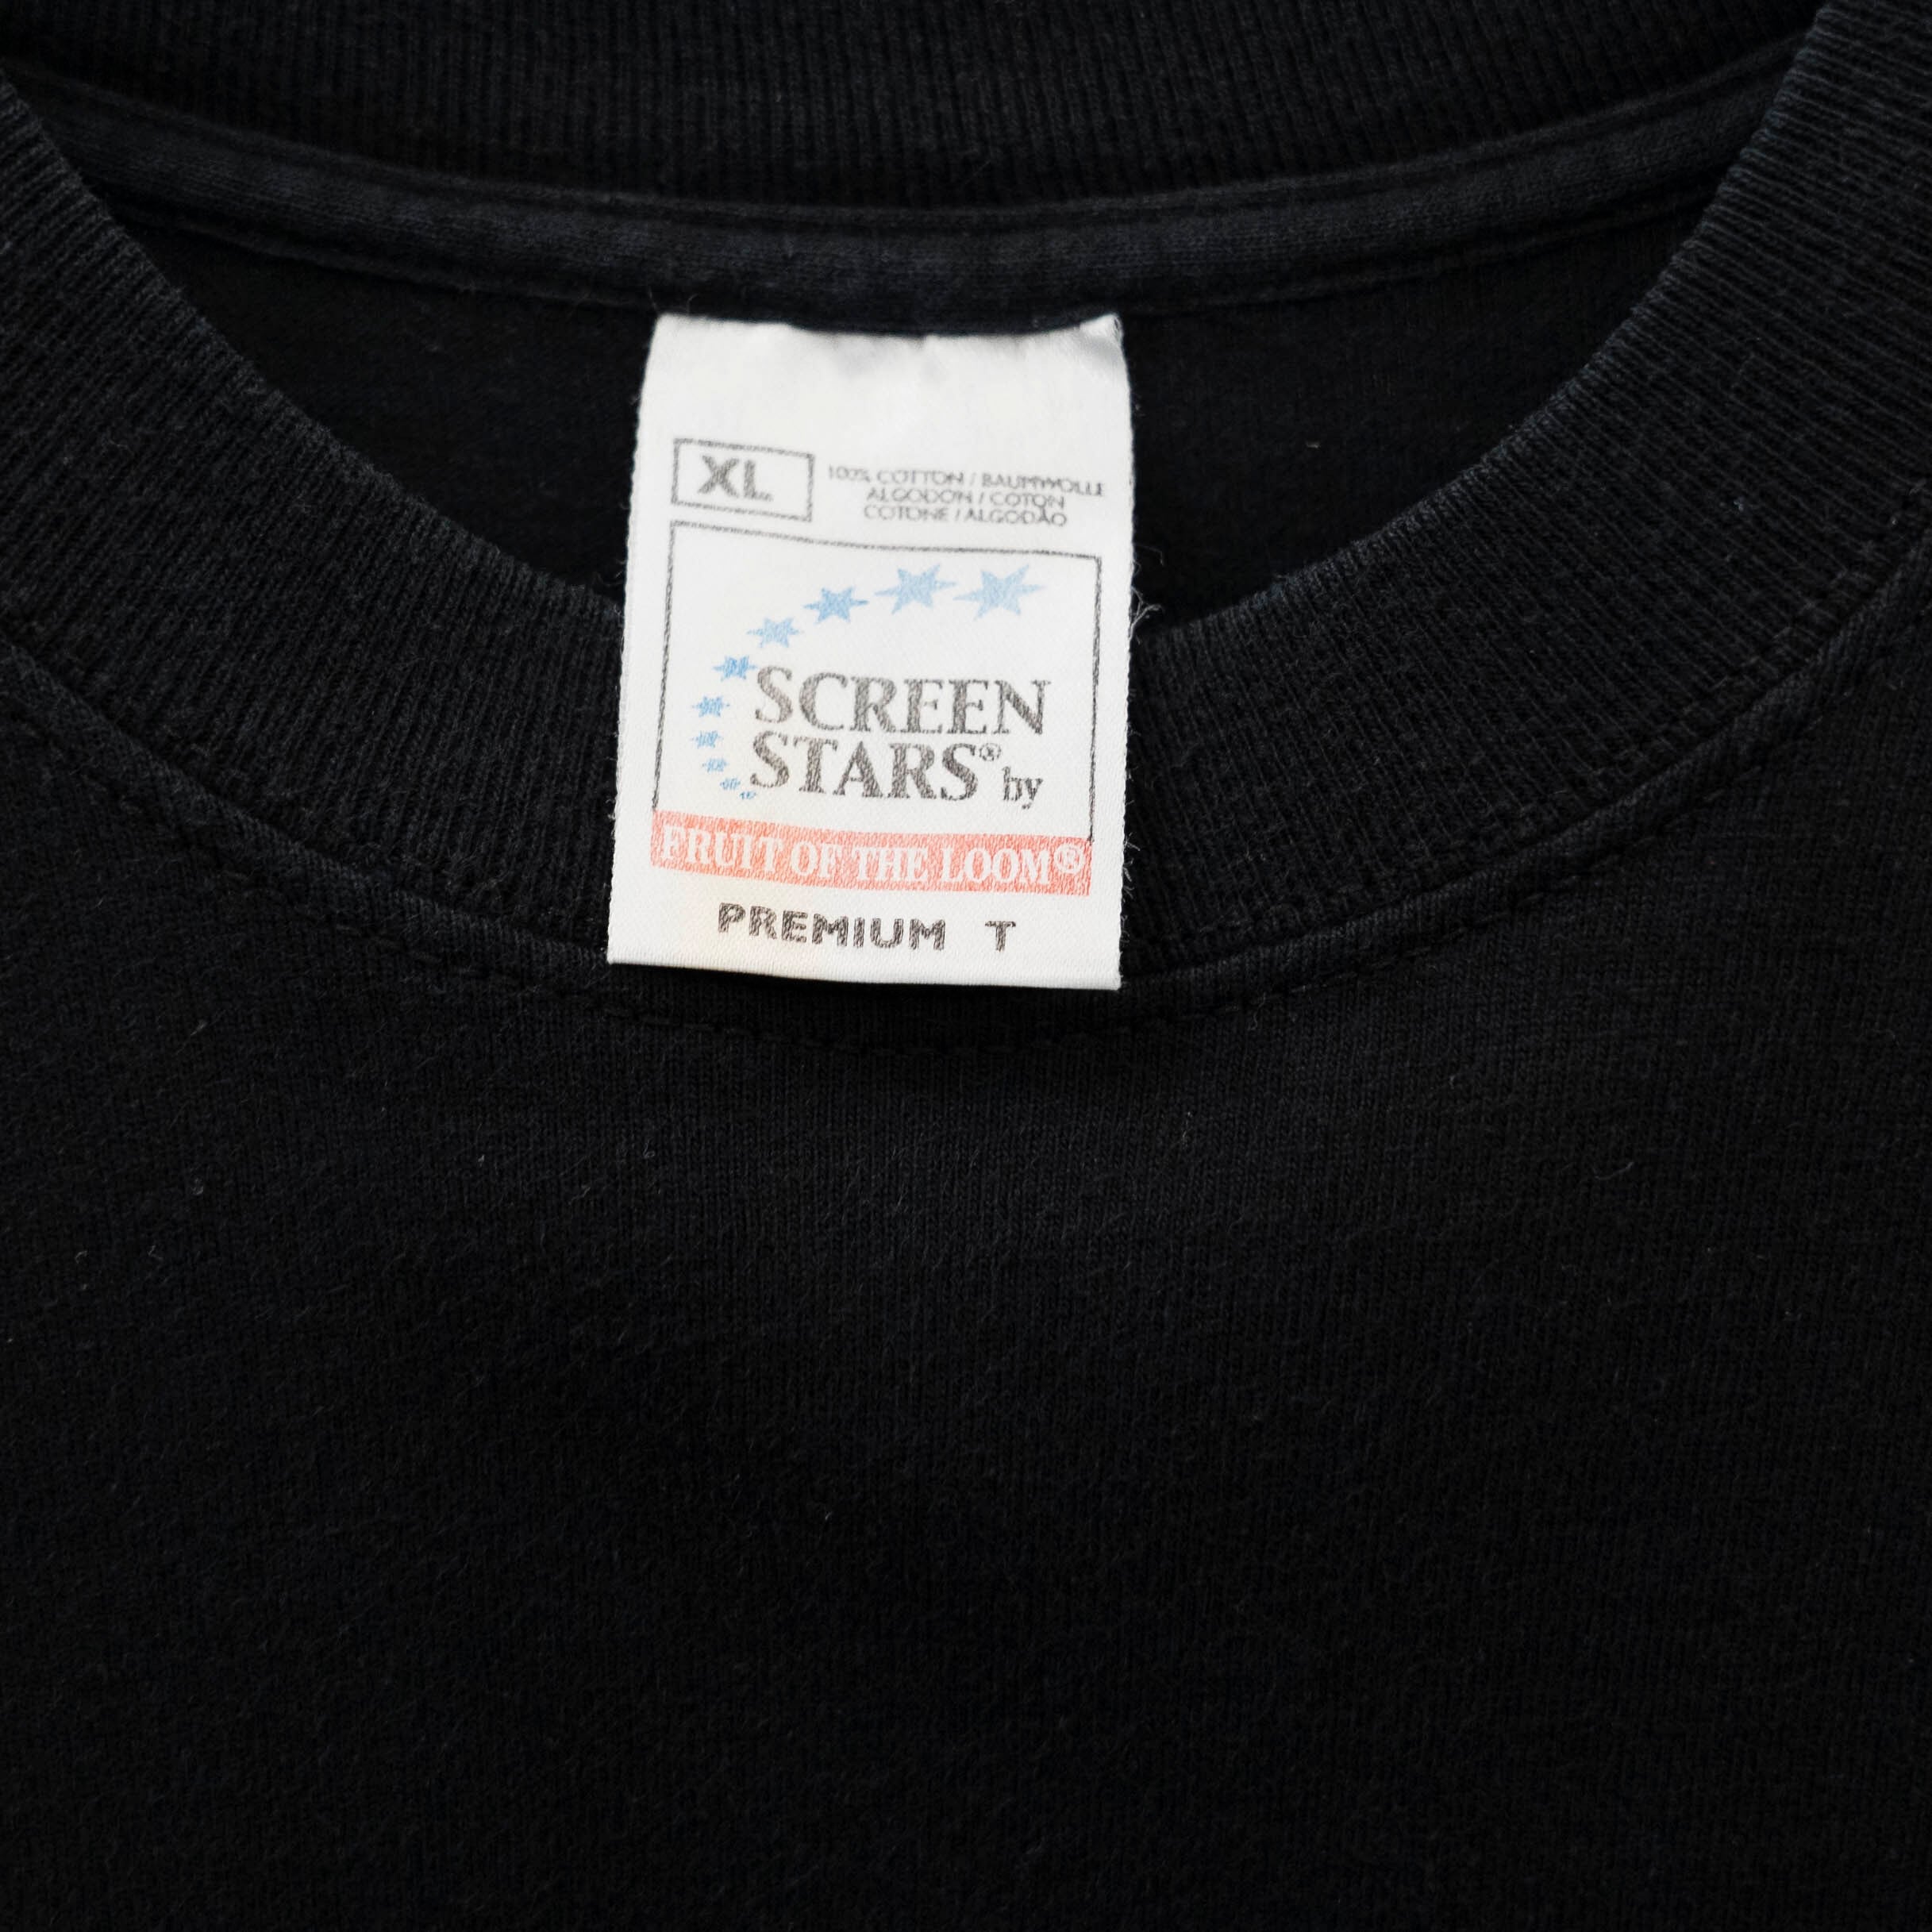 XL
100% COTTON / BAUMWOLLE
ALGODON / COTON
COTONE / ALGODÃO
SCREEN
STARS® by
FRUIT OF THE LOOM®
PREMIUM T